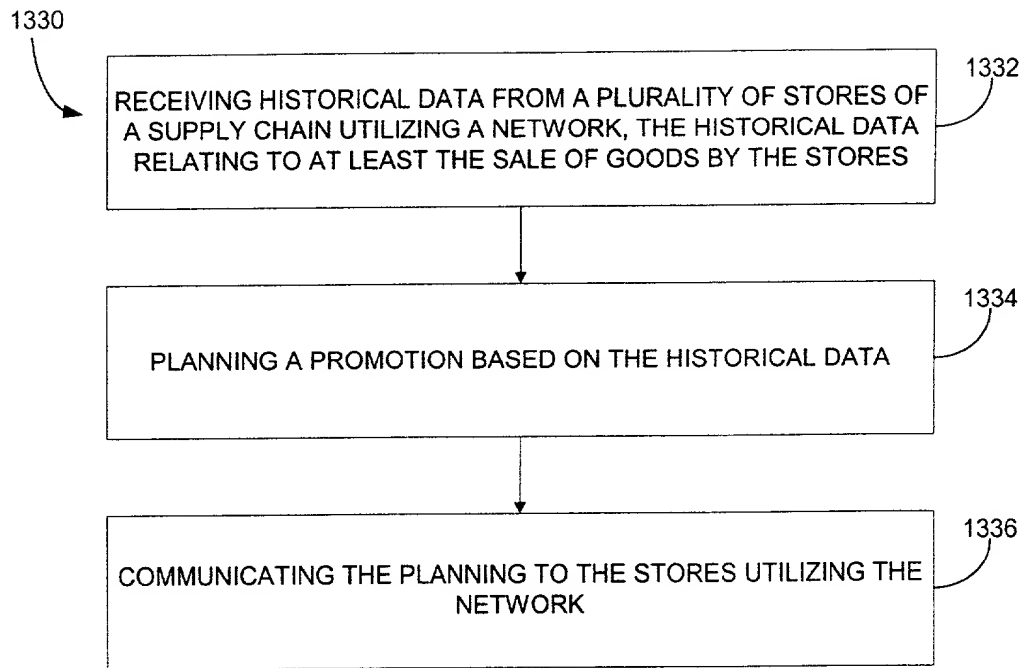 1330
1332
RECEIVING HISTORICAL DATA FROM A PLURALITY OF STORES OF
A SUPPLY CHAIN UTILIZING A NETWORK, THE HISTORICAL DATA
RELATING TO AT LEAST THE SALE OF GOODS BY THE STORES
1334
PLANNING A PROMOTION BASED ON THE HISTORICAL DATA
1336
COMMUNICATING THE PLANNING TO THE STORES UTILIZING THE
NETWORK